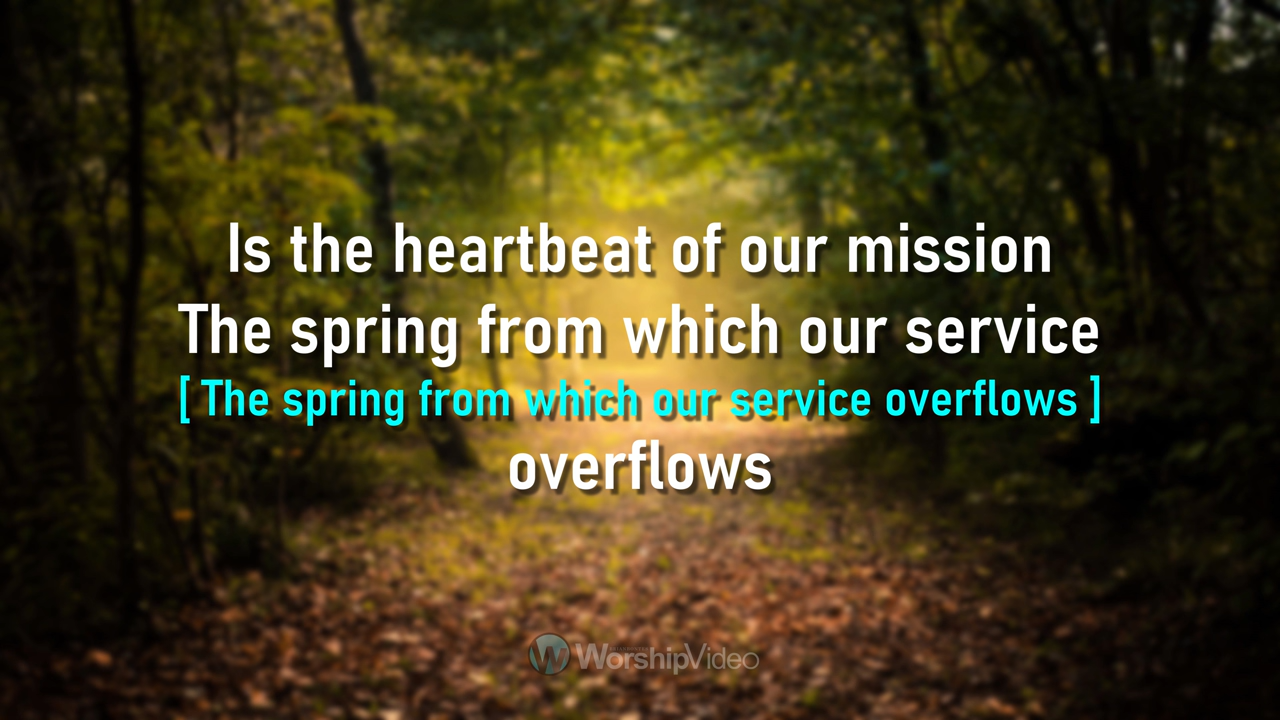 Is the heartbeat of our mission
The spring from which our service
[ The spring from which our service overflows ]
overflows
WorshipVideo